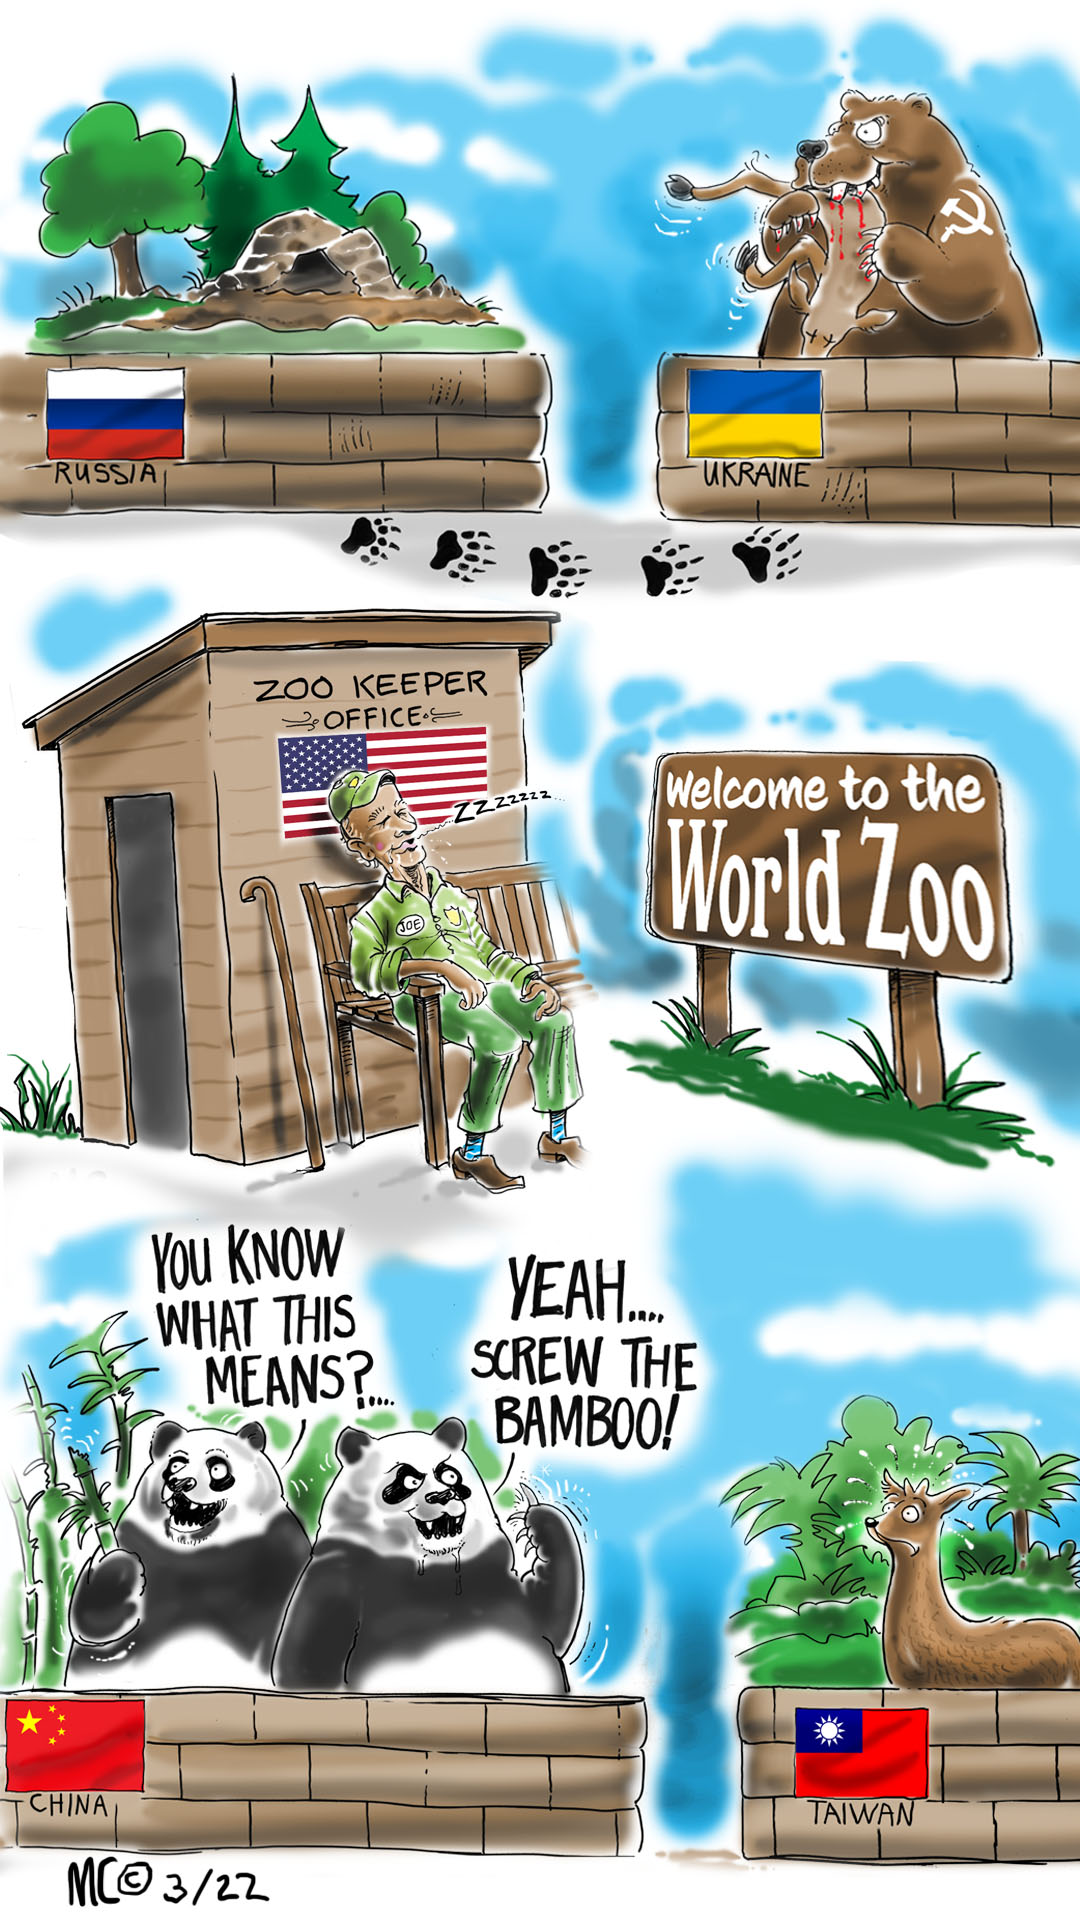 RUSSIA
UKRAINE
ZOO KEEPER
OFFICE
ZZZZZZZZ
JOE
Welcome to the
World Zoo
YOU KNOW
WHAT THIS
MEANS?....
YEAH....
SCREW THE
BAMBOO!
CHINA
TAIWAN
MC© 3/22